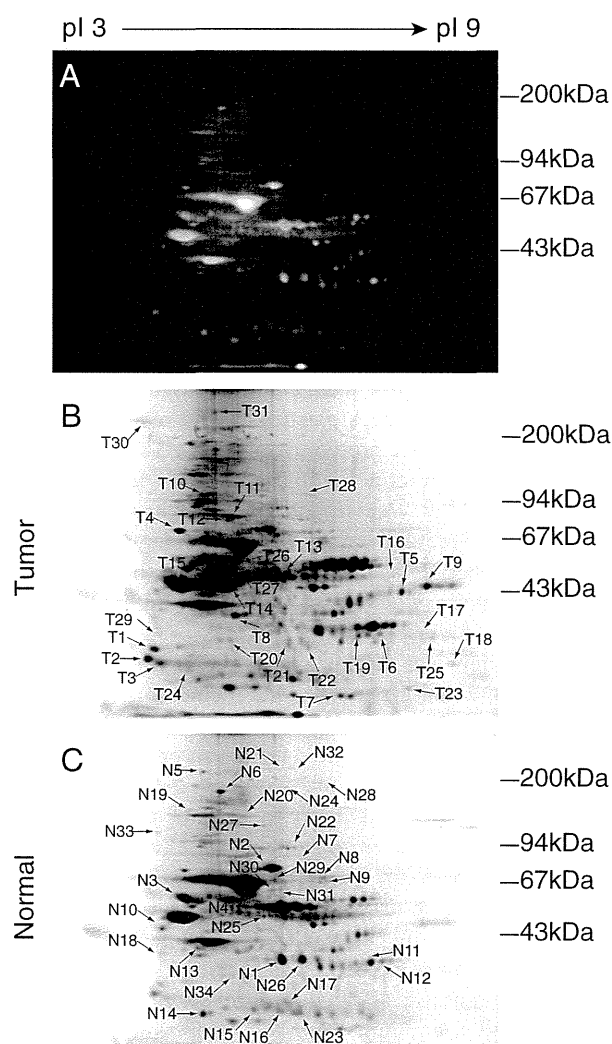 pI 3 pI 9
A
–200kDa
–94kDa
–67kDa
–43kDa
B
T31
T30
–200kDa
T10
T11
T28
T12
–94kDa
T4
–67kDa
T15
T26
T13
T16
T5
T9
T27
–43kDa
T14
T29
T8
T17
T1
T18
T2
T20
T19
T6
T25
T3
T21
T22
T24
T7
T23
Tumor
C
N21
N32
N5
N6
–200kDa
N19
N20
N24
N28
N33
N27
N22
–94kDa
N2
N7
N30
N29
N8
N3
N9
–67kDa
N4
N31
N10
N25
–43kDa
N18
N13
N1
N26
N11
N12
N34
N17
N14
N15
N16
N23
Normal